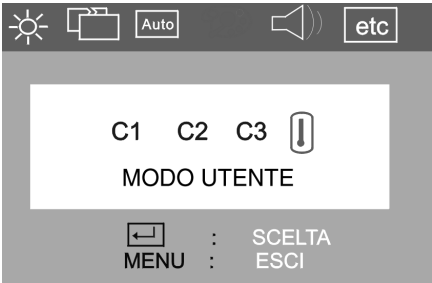 Auto etc
C1 C2 C3
MODO UTENTE
: SCELTA
MENU : ESCI